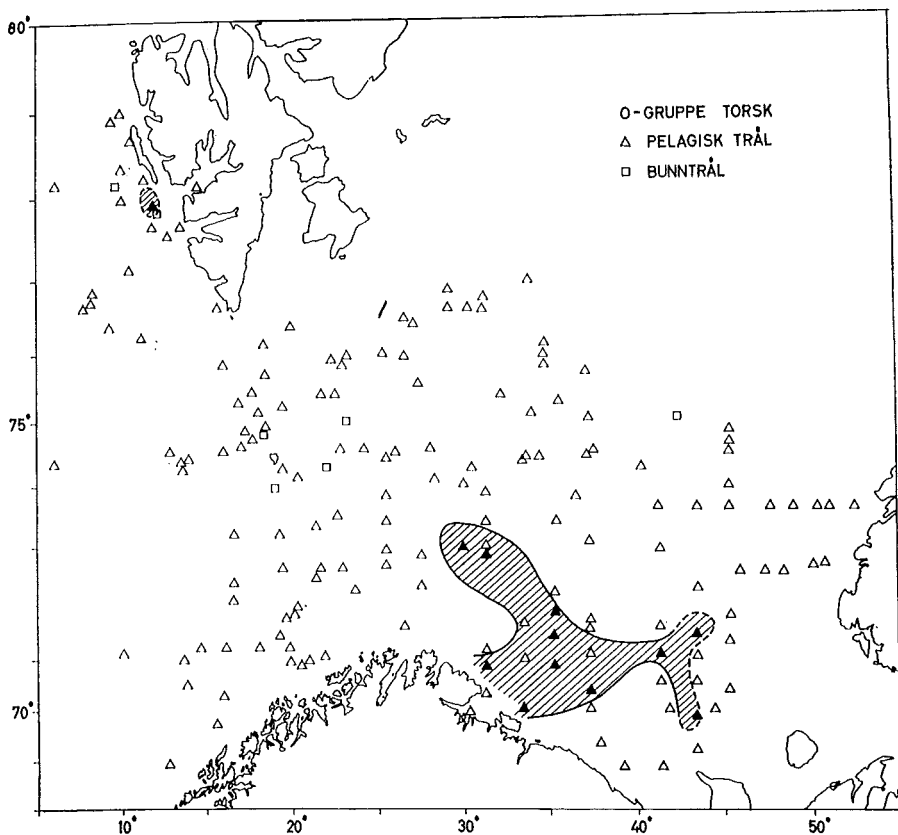 80°
O-GRUPPE TORSK
△ PELAGISK TRÅL
□ BUNNTRÅL
75°
70°
10° 20° 30° 40° 50°